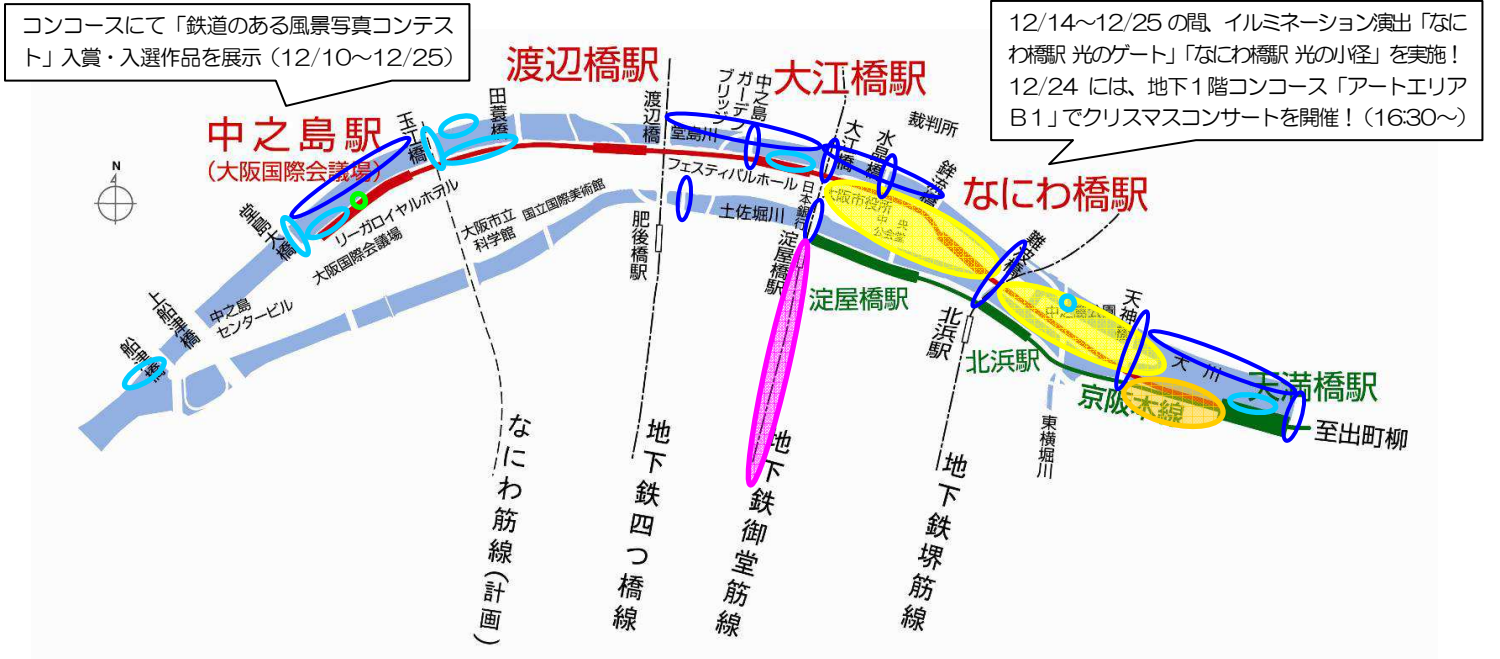 コンコースにて「鉄道のある風景写真コンテス
ト」入賞・入選作品を展示（12/10～12/25）
12/14～12/25 の間、イルミネーション演出「なに
わ橋駅 光のゲート」「なにわ橋駅 光の小径」を実施！
12/24 には、地下１階コンコース「アートエリア
Ｂ１」でクリスマスコンサートを開催！（16:30～）
N
中之島駅
(大阪国際会議場)
渡辺橋駅
大江橋駅
なにわ橋駅
玉江橋
田蓑橋
渡辺橋
中之島
ガーデン
ブリッジ
堂島川
大江橋
水晶橋
裁判所
フェスティバルホール
日本銀行
大阪市役所
中央
公会堂
堂島大橋
リーガロイヤルホテル
大阪国際会議場
大阪市立
科学館
国立国際美術館
肥後橋駅
土佐堀川
淀屋橋駅
淀屋橋駅
上船津橋
船津橋
中之島
センタービル
難波橋
北浜駅
北浜駅
中之島公園
天神橋
大川
天満橋駅
京阪本線
至出町柳
東横堀川
なにわ筋線(計画)
地下鉄四つ橋線
地下鉄御堂筋線
地下鉄堺筋線